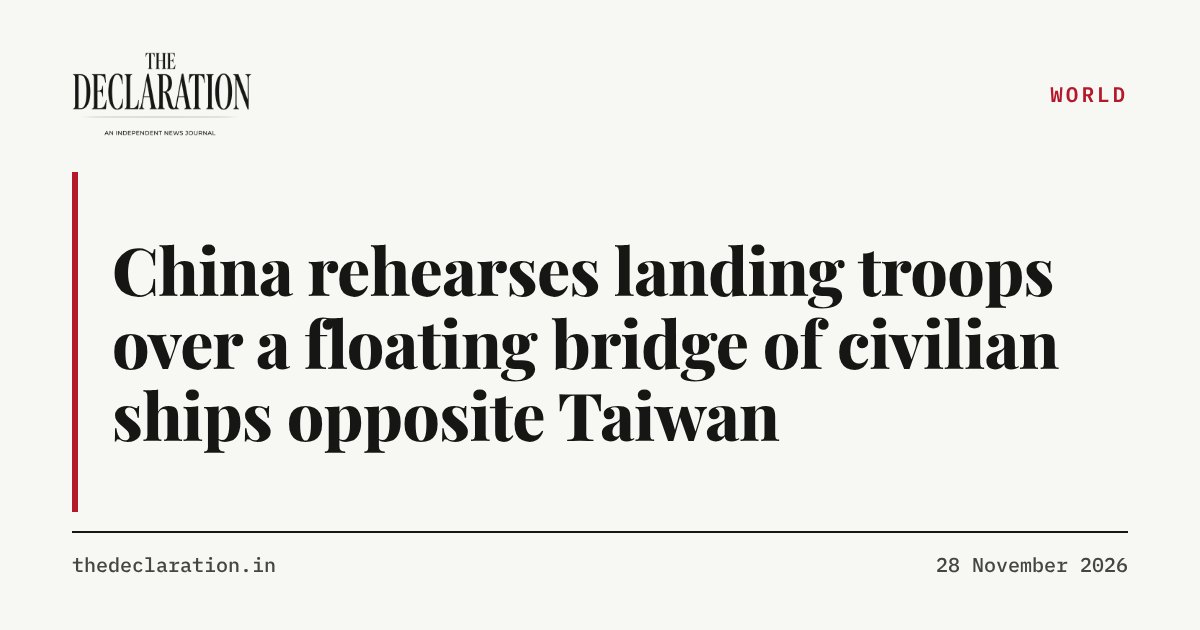 THE
DECLARATION
AN INDEPENDENT NEWS JOURNAL
WORLD
China rehearses landing troops
over a floating bridge of civilian
ships opposite Taiwan
thedeclaration.in
28 November 2026